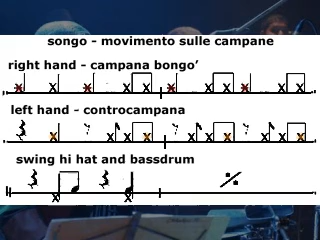 songo - movimento sulle campane
right hand - campana bongo’
left hand - controcampana
swing hi hat and bassdrum